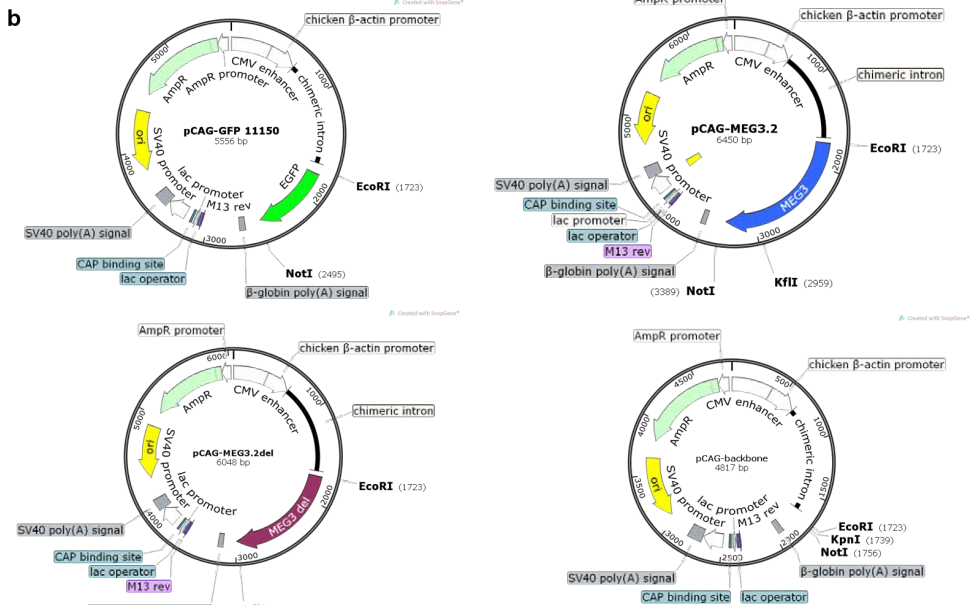 b
Created with SnapGene®
chicken β-actin promoter
5000
1000
AmpR
AmpR promoter
CMV enhancer
chimeric intron
pCAG-GFP 11150
5556 bp
ori
SV40 promoter
lac promoter
M13 rev
EGFP
EcoRI (1723)
2000
4000
3000
SV40 poly(A) signal
CAP binding site
lac operator
NotI (2495)
β-globin poly(A) signal
AmpR promoter
chicken β-actin promoter
6000
1000
AmpR
CMV enhancer
chimeric intron
pCAG-MEG3.2
6450 bp
ori
5000
SV40 promoter
EcoRI (1723)
2000
MEG3
SV40 poly(A) signal
CAP binding site
lac promoter
lac operator
M13 rev
β-globin poly(A) signal
3000
(3389) NotI
KflI (2959)
Created with SnapGene®
AmpR promoter
chicken β-actin promoter
6000
1000
AmpR
CMV enhancer
chimeric intron
5000
pCAG-MEG3.2del
6048 bp
ori
SV40 promoter
lac promoter
EcoRI (1723)
2000
MEG3 del
4000
3000
SV40 poly(A) signal
CAP binding site
lac operator
M13 rev
Created with SnapGene®
AmpR promoter
chicken β-actin promoter
4500
500
1000
AmpR
CMV enhancer
chimeric intron
4000
pCAG-backbone
4817 bp
ori
3500
SV40 promoter
lac promoter
M13 rev
1500
EcoRI (1723)
KpnI (1739)
NotI (1756)
3000
2500
β-globin poly(A) signal
SV40 poly(A) signal
CAP binding site
lac operator